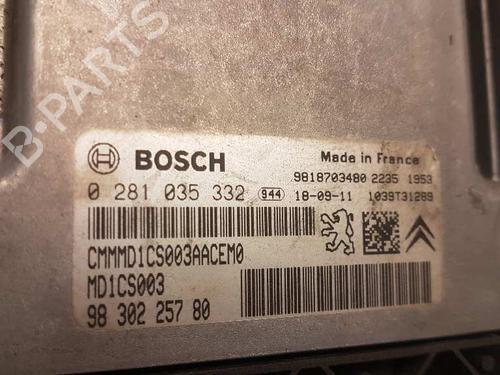 B-PARTS
BOSCH
Made in France
9818703480 2235 1953
0 281 035 332 944 18-09-11 1039T31289
CMMMD1CS003AACEM0
MD1CS003
98 302 257 80